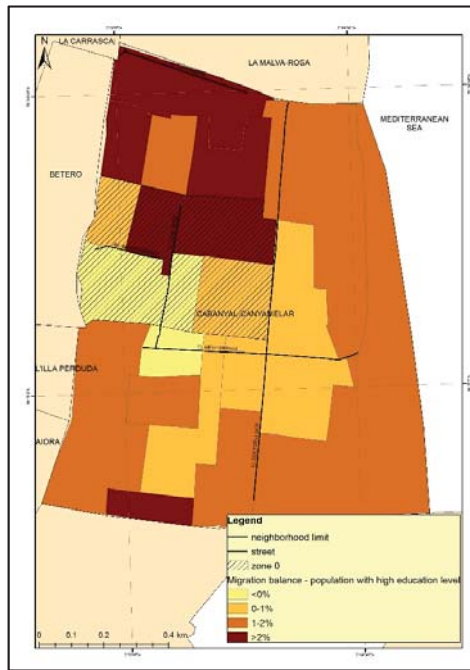 LA CARRASCA
N
LA MALVA-ROSA
MEDITERRANEAN
SEA
BETERO
CABANYAL-CANYAMELAR
L'ILLA PERDUDA
AIORA
Legend
neighborhood limit
street
zone 0
Migration balance - population with high education level
<0%
0-1%
1-2%
>2%
0 0.1 0.2 0.4 km.